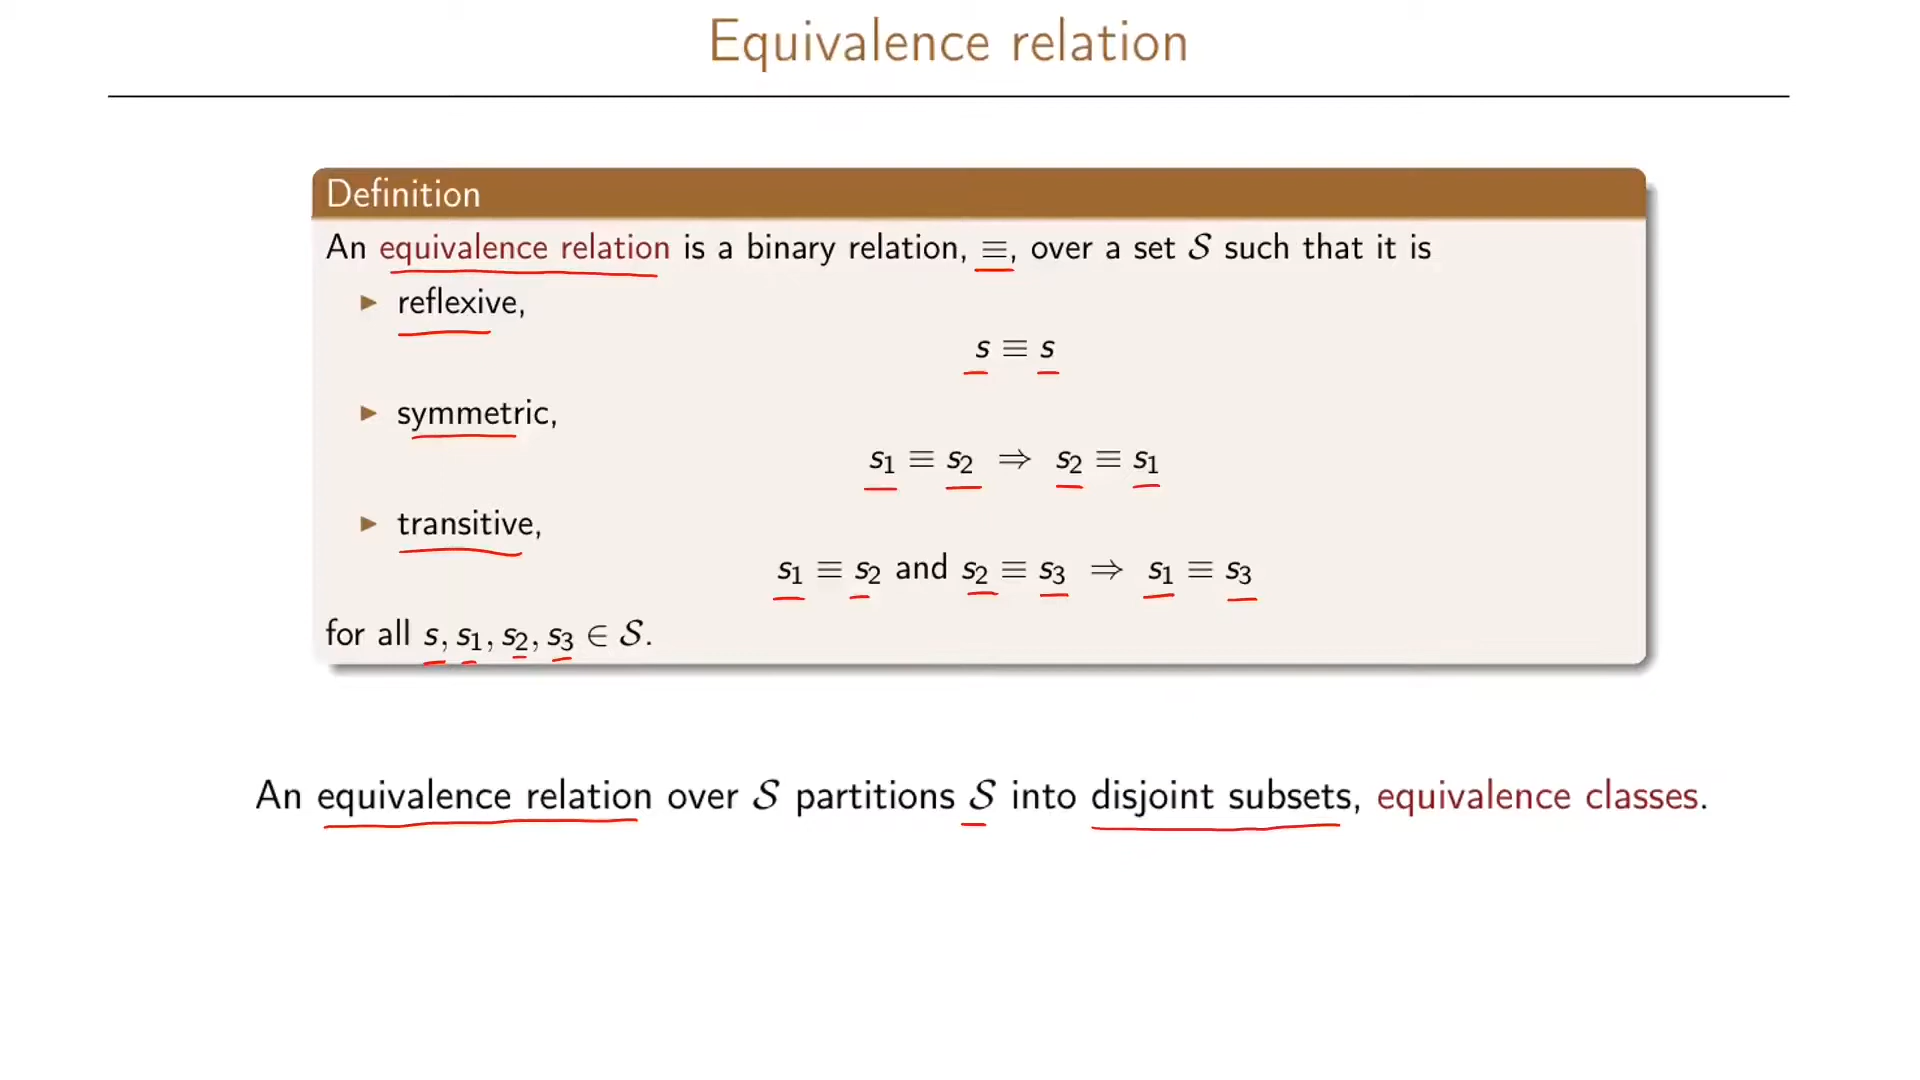 Equivalence relation
Definition
An equivalence relation is a binary relation, ≡, over a set 𝒮 such that it is
▶ reflexive,
s ≡ s
▶ symmetric,
s₁ ≡ s₂ ⇒ s₂ ≡ s₁
▶ transitive,
s₁ ≡ s₂ and s₂ ≡ s₃ ⇒ s₁ ≡ s₃
for all s, s₁, s₂, s₃ ∈ 𝒮.
An equivalence relation over 𝒮 partitions 𝒮 into disjoint subsets, equivalence classes.